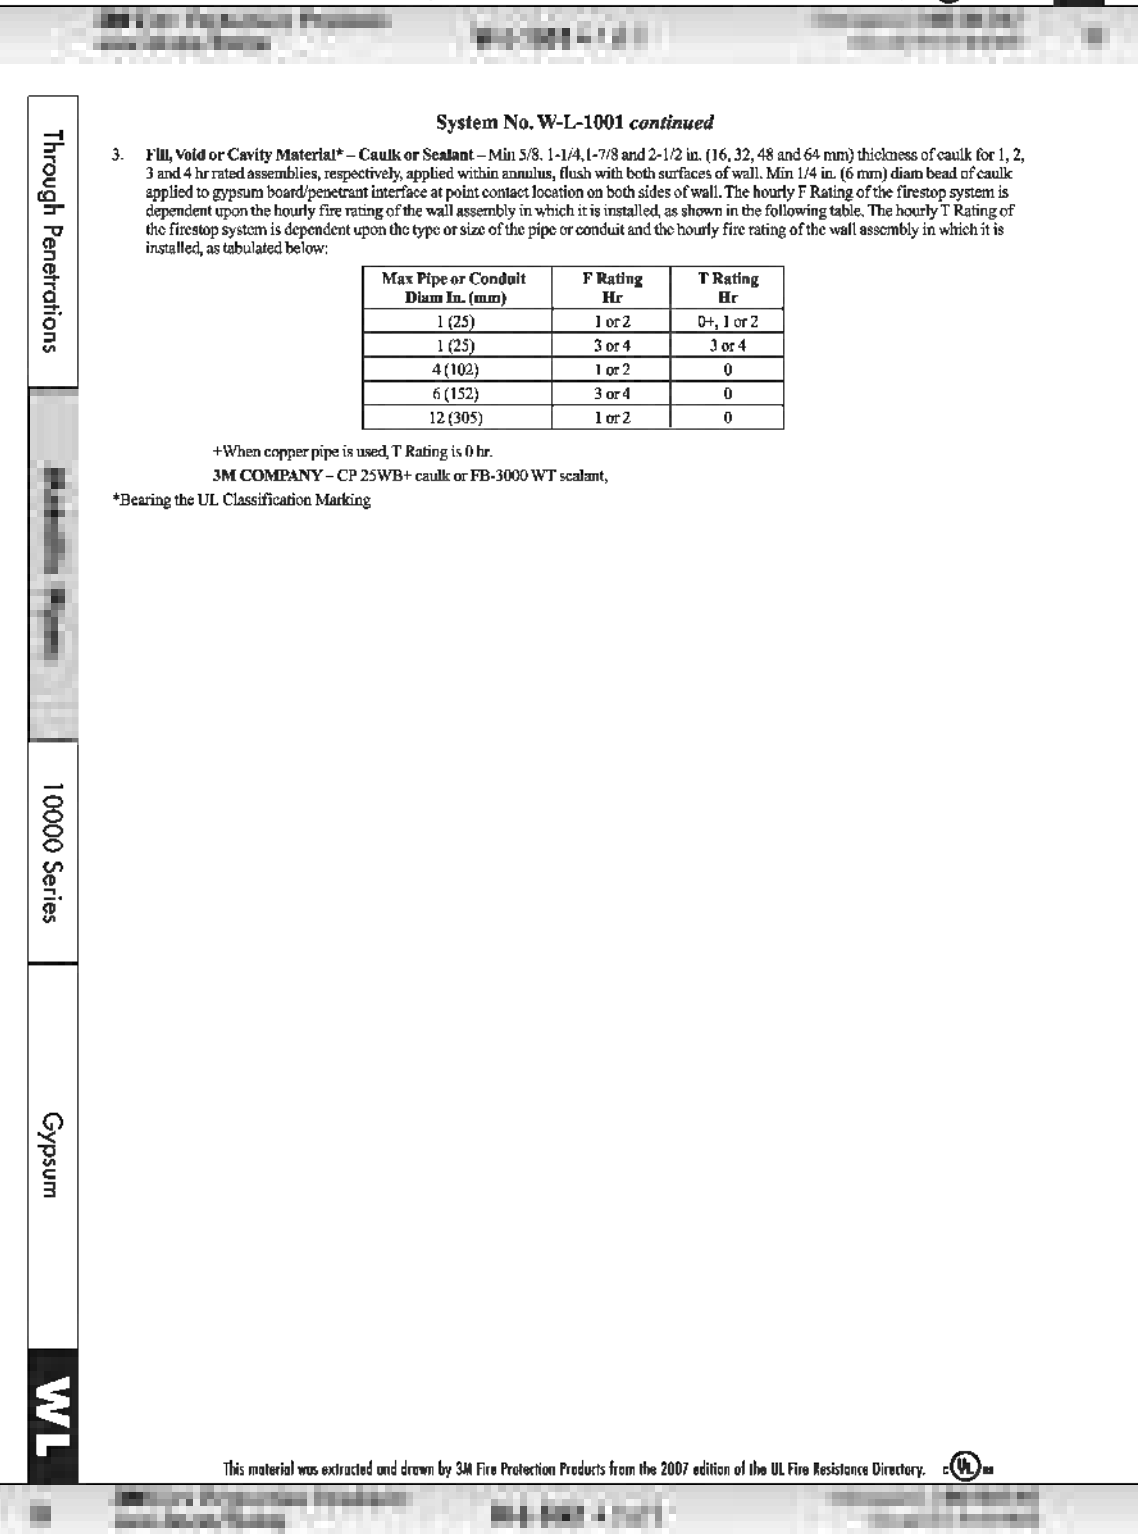 System No. W-L-1001 continued
3. Fill, Void or Cavity Material* – Caulk or Sealant – Min 5/8, 1-1/4,1-7/8 and 2-1/2 in. (16, 32, 48 and 64 mm) thickness of caulk for 1, 2,
3 and 4 hr rated assemblies, respectively, applied within annulus, flush with both surfaces of wall. Min 1/4 in. (6 mm) diam bead of caulk
applied to gypsum board/penetrant interface at point contact location on both sides of wall. The hourly F Rating of the firestop system is
dependent upon the hourly fire rating of the wall assembly in which it is installed, as shown in the following table. The hourly T Rating of
the firestop system is dependent upon the type or size of the pipe or conduit and the hourly fire rating of the wall assembly in which it is
installed, as tabulated below:
Max Pipe or Conduit Diam In. (mm) F Rating Hr T Rating Hr
1 (25) 1 or 2 0+, 1 or 2
1 (25) 3 or 4 3 or 4
4 (102) 1 or 2 0
6 (152) 3 or 4 0
12 (305) 1 or 2 0
+When copper pipe is used, T Rating is 0 hr.
3M COMPANY – CP 25WB+ caulk or FB-3000 WT sealant,
*Bearing the UL Classification Marking
Through Penetrations
10000 Series
Gypsum
WL
This material was extracted and drawn by 3M Fire Protection Products from the 2007 edition of the UL Fire Resistance Directory. c UL us